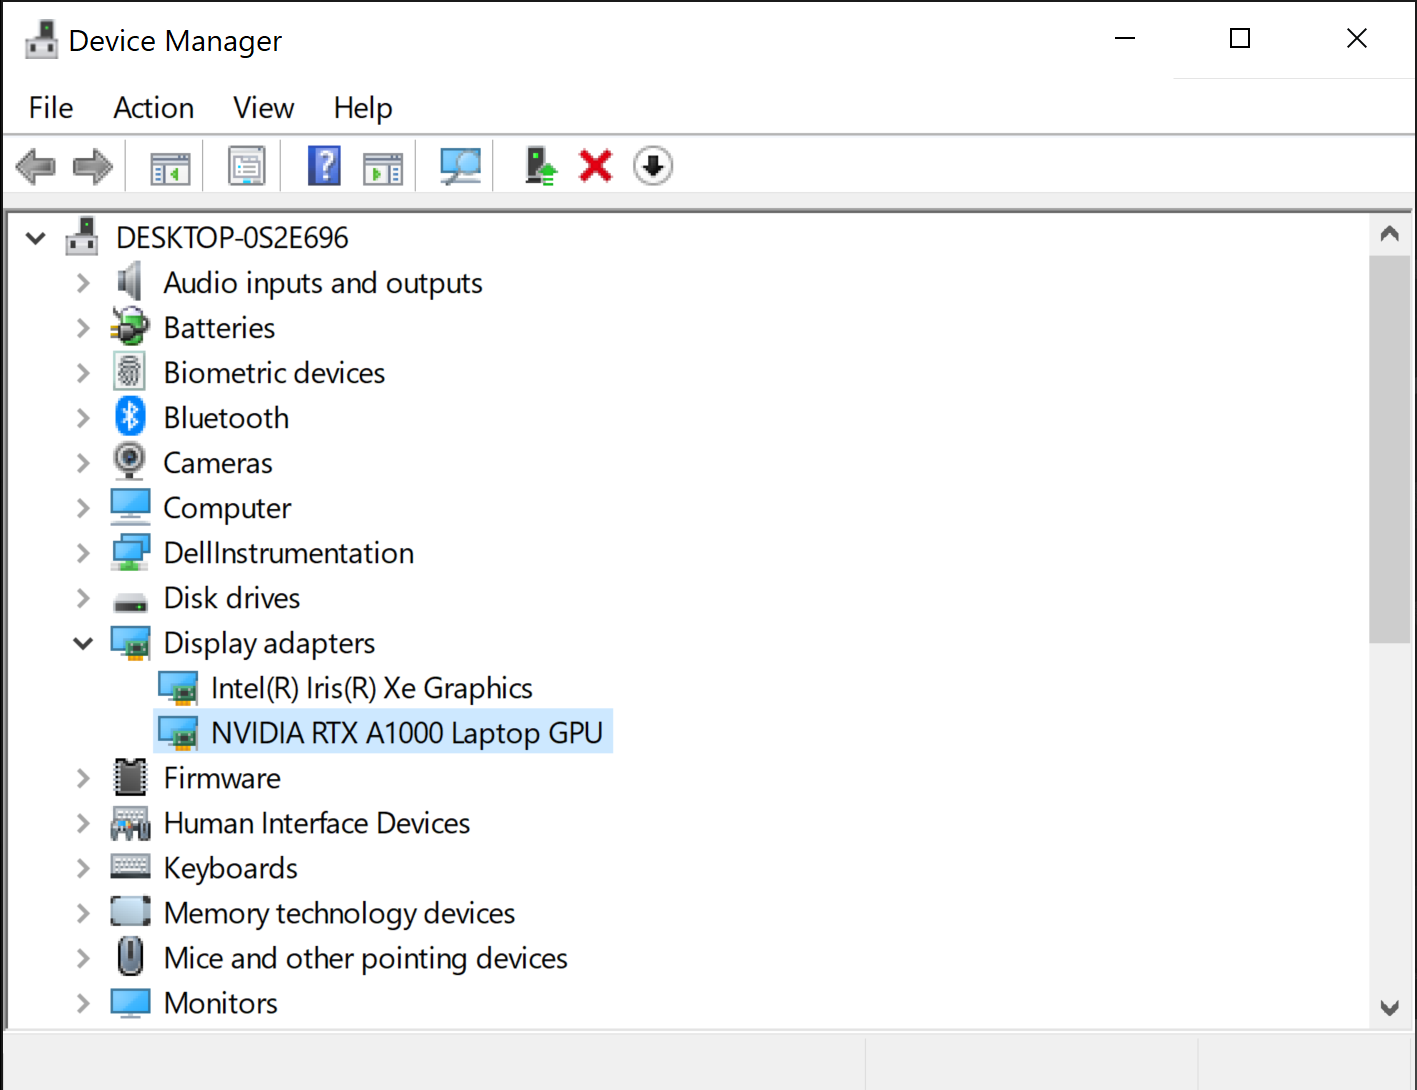 Device Manager
File Action View Help
DESKTOP-0S2E696
Audio inputs and outputs
Batteries
Biometric devices
Bluetooth
Cameras
Computer
DellInstrumentation
Disk drives
Display adapters
Intel(R) Iris(R) Xe Graphics
NVIDIA RTX A1000 Laptop GPU
Firmware
Human Interface Devices
Keyboards
Memory technology devices
Mice and other pointing devices
Monitors